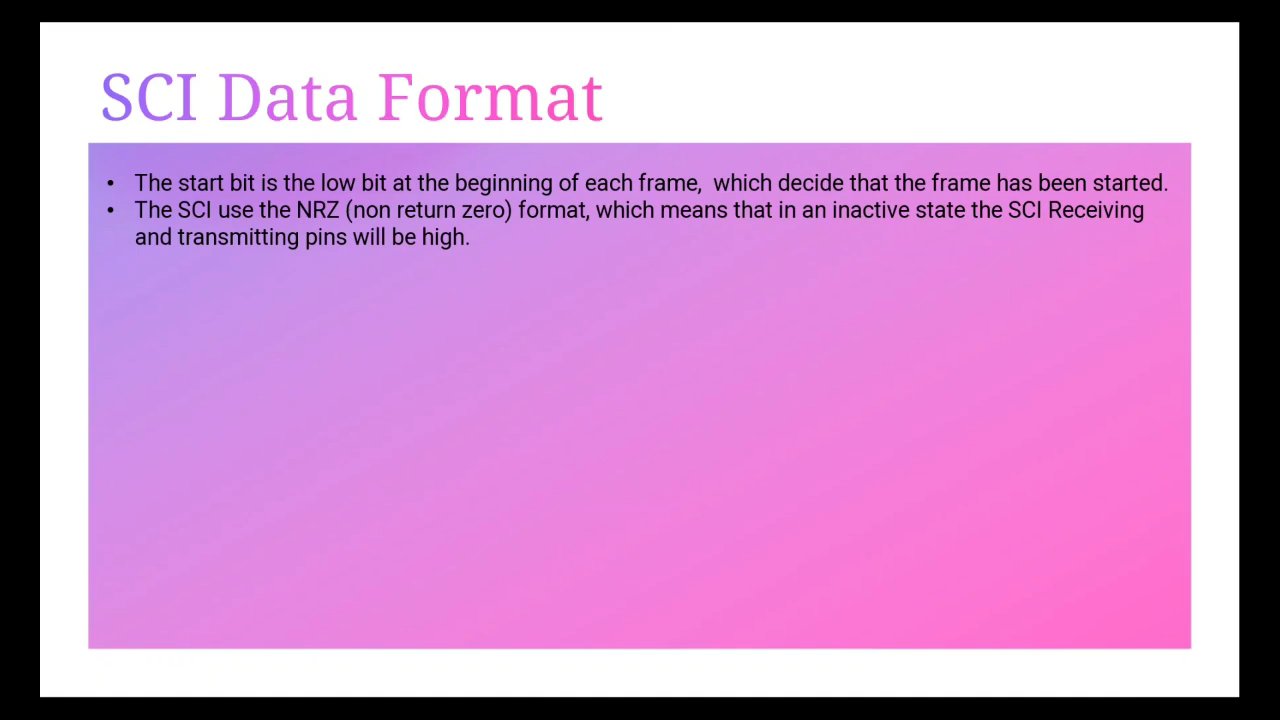 SCI Data Format
• The start bit is the low bit at the beginning of each frame,  which decide that the frame has been started.
• The SCI use the NRZ (non return zero) format, which means that in an inactive state the SCI Receiving
and transmitting pins will be high.